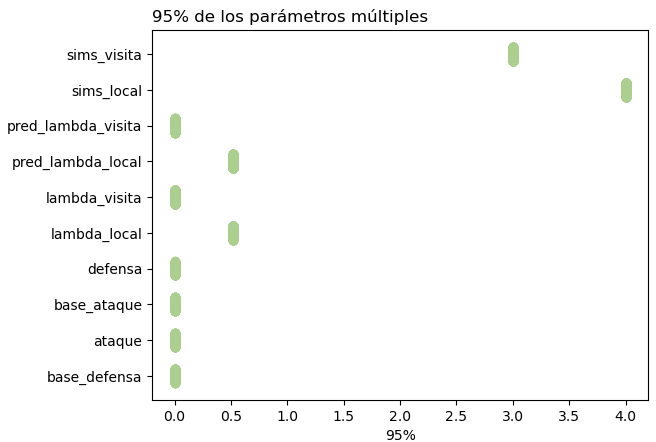 95% de los parámetros múltiples
sims_visita
sims_local
pred_lambda_visita
pred_lambda_local
lambda_visita
lambda_local
defensa
base_ataque
ataque
base_defensa
0.0 0.5 1.0 1.5 2.0 2.5 3.0 3.5 4.0
95%